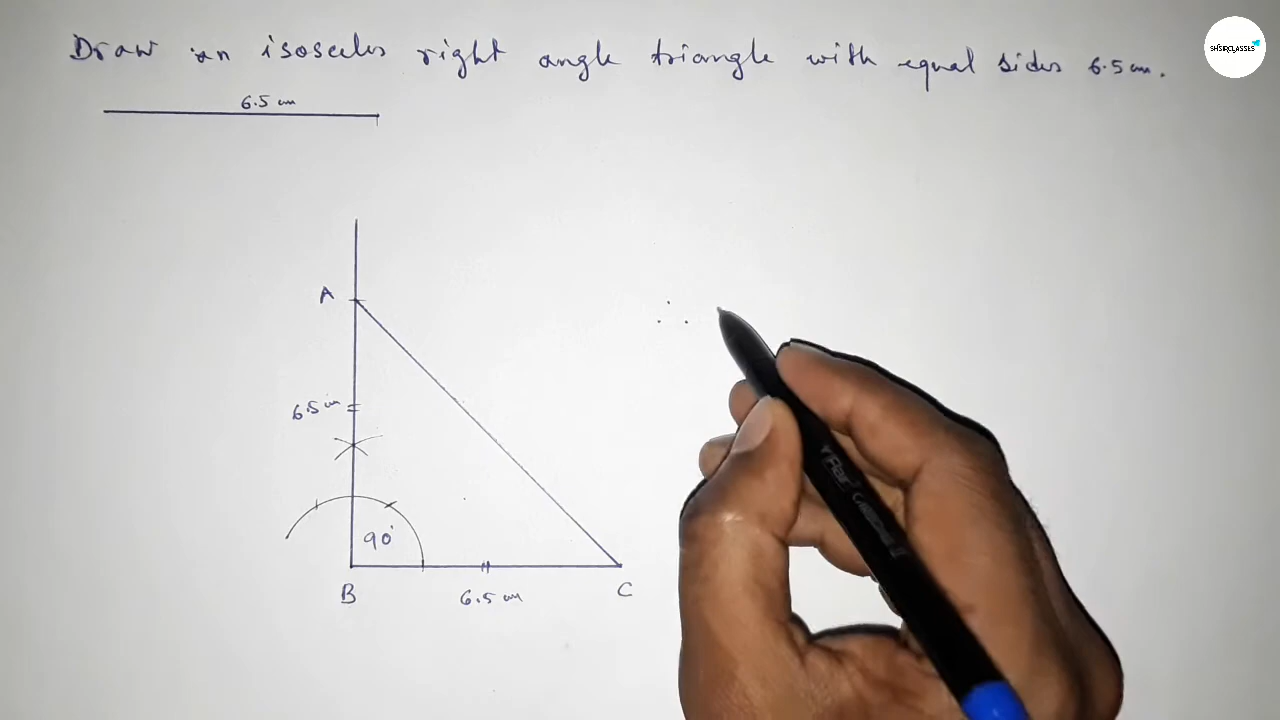 Draw an isosceles right angle triangle with equal sides 6.5 cm.
SHSIRCLASSES
6.5 cm
A
6.5 cm
90°
B
6.5 cm
C
∴